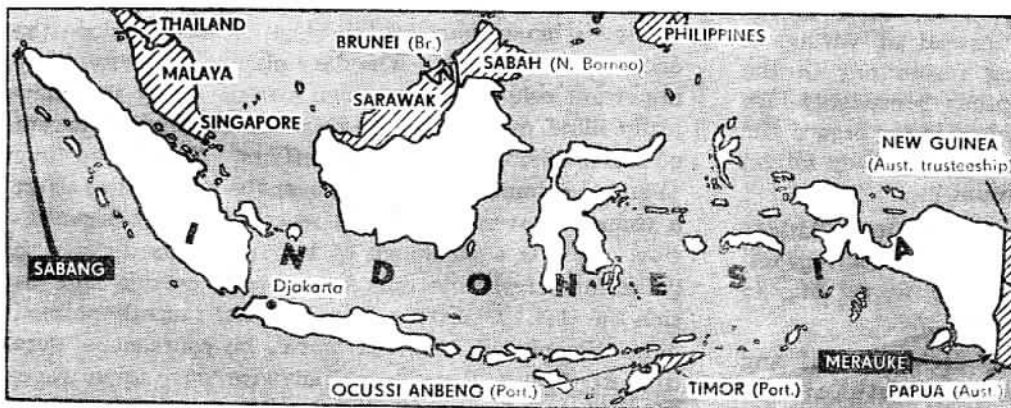 THAILAND
PHILIPPINES
BRUNEI (Br.)
SABAH (N. Borneo)
MALAYA
SARAWAK
SINGAPORE
NEW GUINEA
(Aust. trusteeship)
INDONESIA
SABANG
Djakarta
MERAUKE
OCUSSI ANBENO (Port.)
TIMOR (Port.)
PAPUA (Aust.)